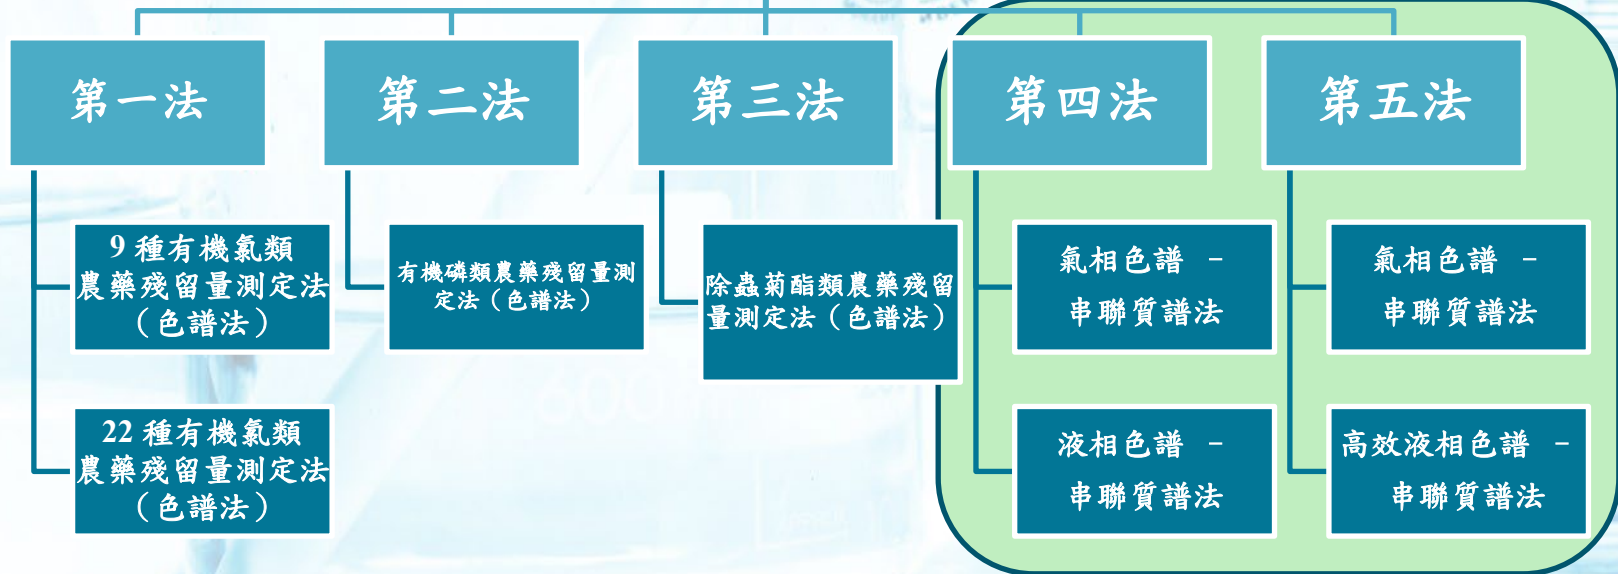 第一法
第二法
第三法
第四法
第五法
9 種有機氯類
農藥殘留量測定法
（色譜法）
22 種有機氯類
農藥殘留量測定法
（色譜法）
有機磷類農藥殘留量測
定法（色譜法）
除蟲菊酯類農藥殘留
量測定法（色譜法）
氣相色譜 –
串聯質譜法
液相色譜 –
串聯質譜法
氣相色譜 –
串聯質譜法
高效液相色譜 –
串聯質譜法
600